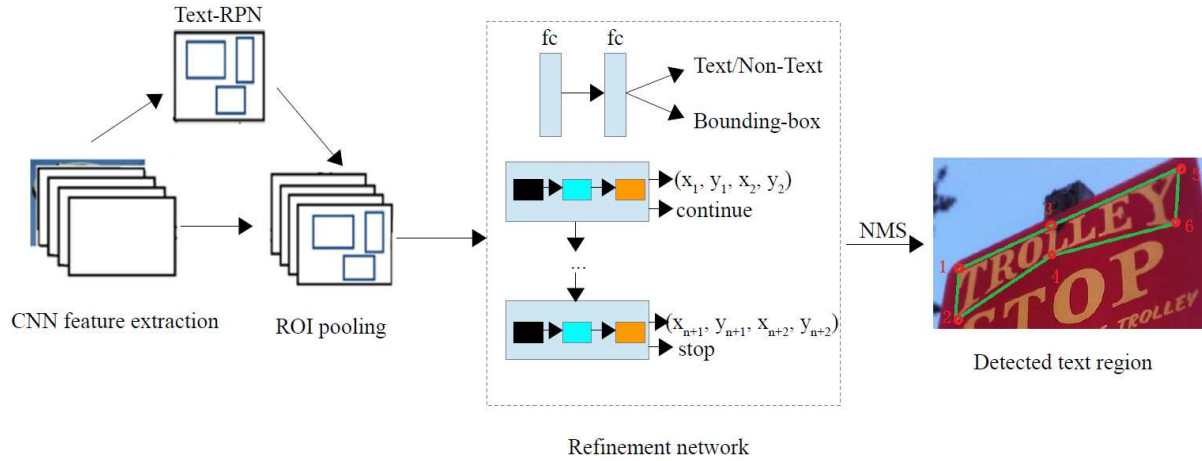 Text-RPN
CNN feature extraction
ROI pooling
fc fc
Text/Non-Text
Bounding-box
(x₁, y₁, x₂, y₂)
continue
...
(xₙ₊₁, yₙ₊₁, xₙ₊₂, yₙ₊₂)
stop
Refinement network
NMS
1 2 3 4 5 6
TROLLEY
STOP
TROLLEY
Detected text region